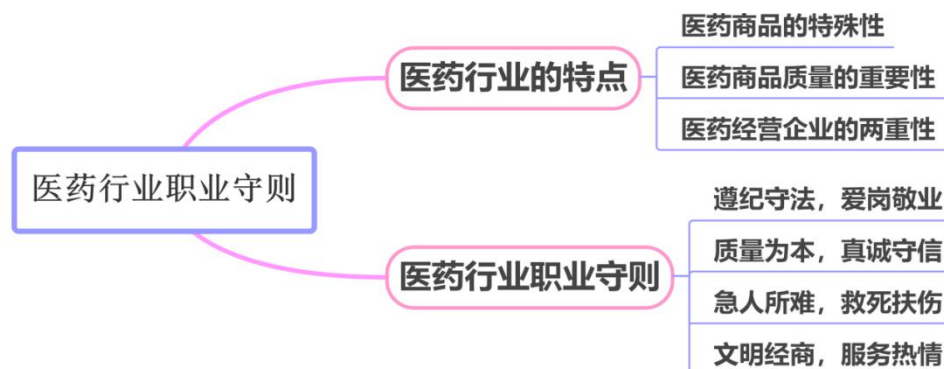 医药行业职业守则
医药行业的特点
医药商品的特殊性
医药商品质量的重要性
医药经营企业的两重性
医药行业职业守则
遵纪守法，爱岗敬业
质量为本，真诚守信
急人所难，救死扶伤
文明经商，服务热情